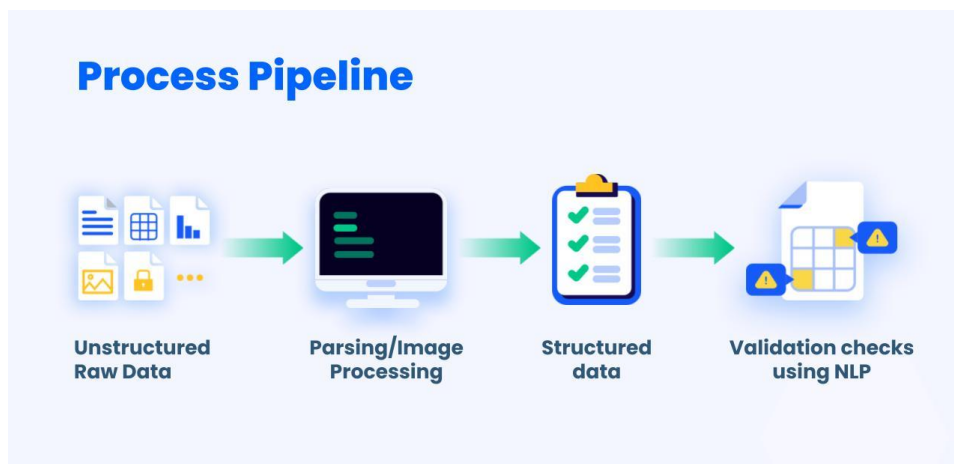 Process Pipeline
Unstructured
Raw Data
Parsing/Image
Processing
Structured
data
Validation checks
using NLP